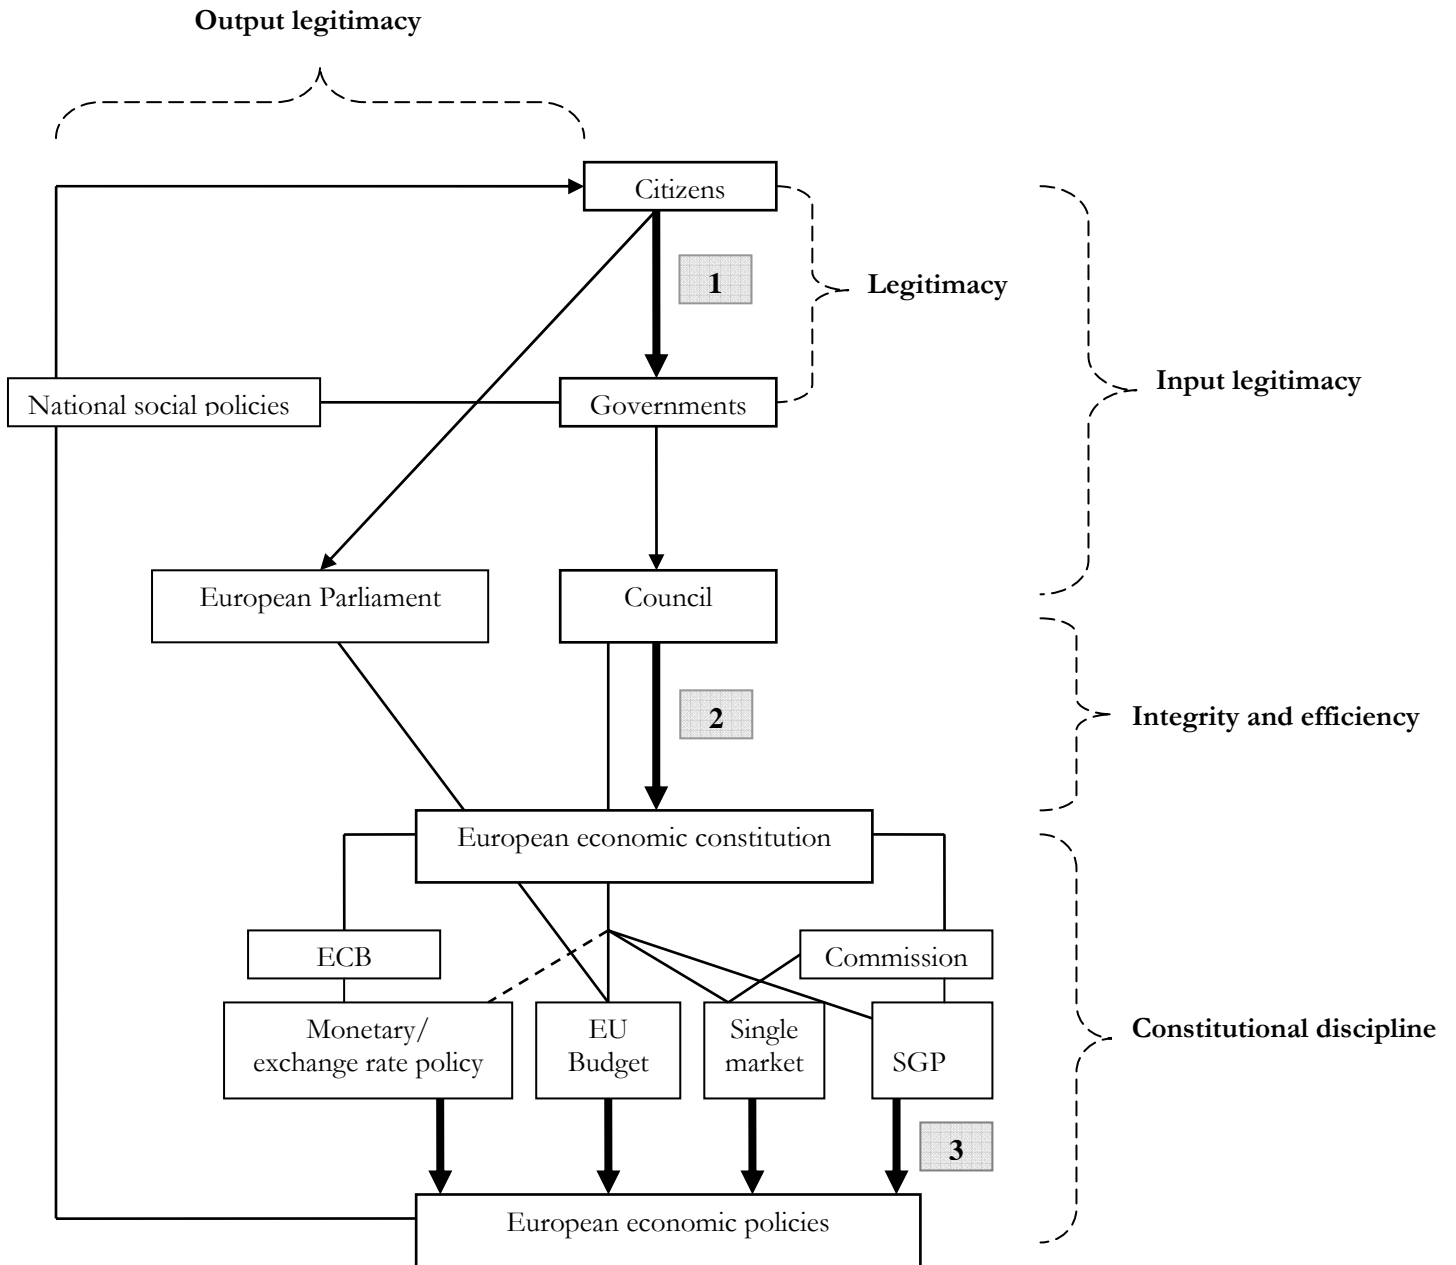 Output legitimacy
Citizens
1
Legitimacy
Input legitimacy
National social policies
Governments
European Parliament
Council
2
Integrity and efficiency
European economic constitution
ECB
Commission
Monetary/
exchange rate policy
EU
Budget
Single
market
SGP
Constitutional discipline
3
European economic policies